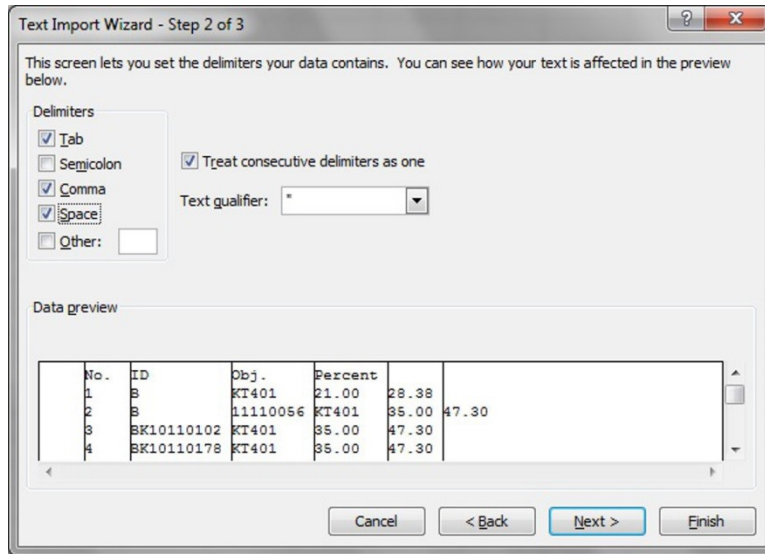 Text Import Wizard - Step 2 of 3
This screen lets you set the delimiters your data contains.  You can see how your text is affected in the preview
below.
Delimiters
Tab
Semicolon
Comma
Space
Other:
Treat consecutive delimiters as one
Text qualifier: "
Data preview
No. ID Obj. Percent
1 B KT401 21.00 28.38
2 B 11110056 KT401 35.00 47.30
3 BK10110102 KT401 35.00 47.30
4 BK10110178 KT401 35.00 47.30
Cancel < Back Next > Finish